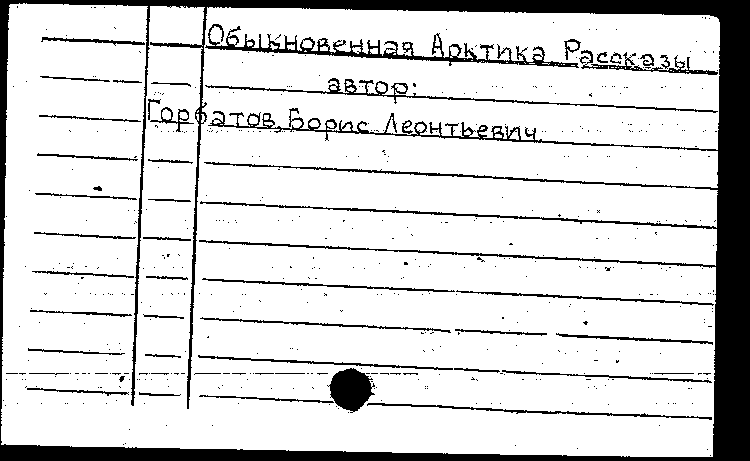 Обыкновенная Арктика Рассказы
автор:
Горбатов, Борис Леонтьевич